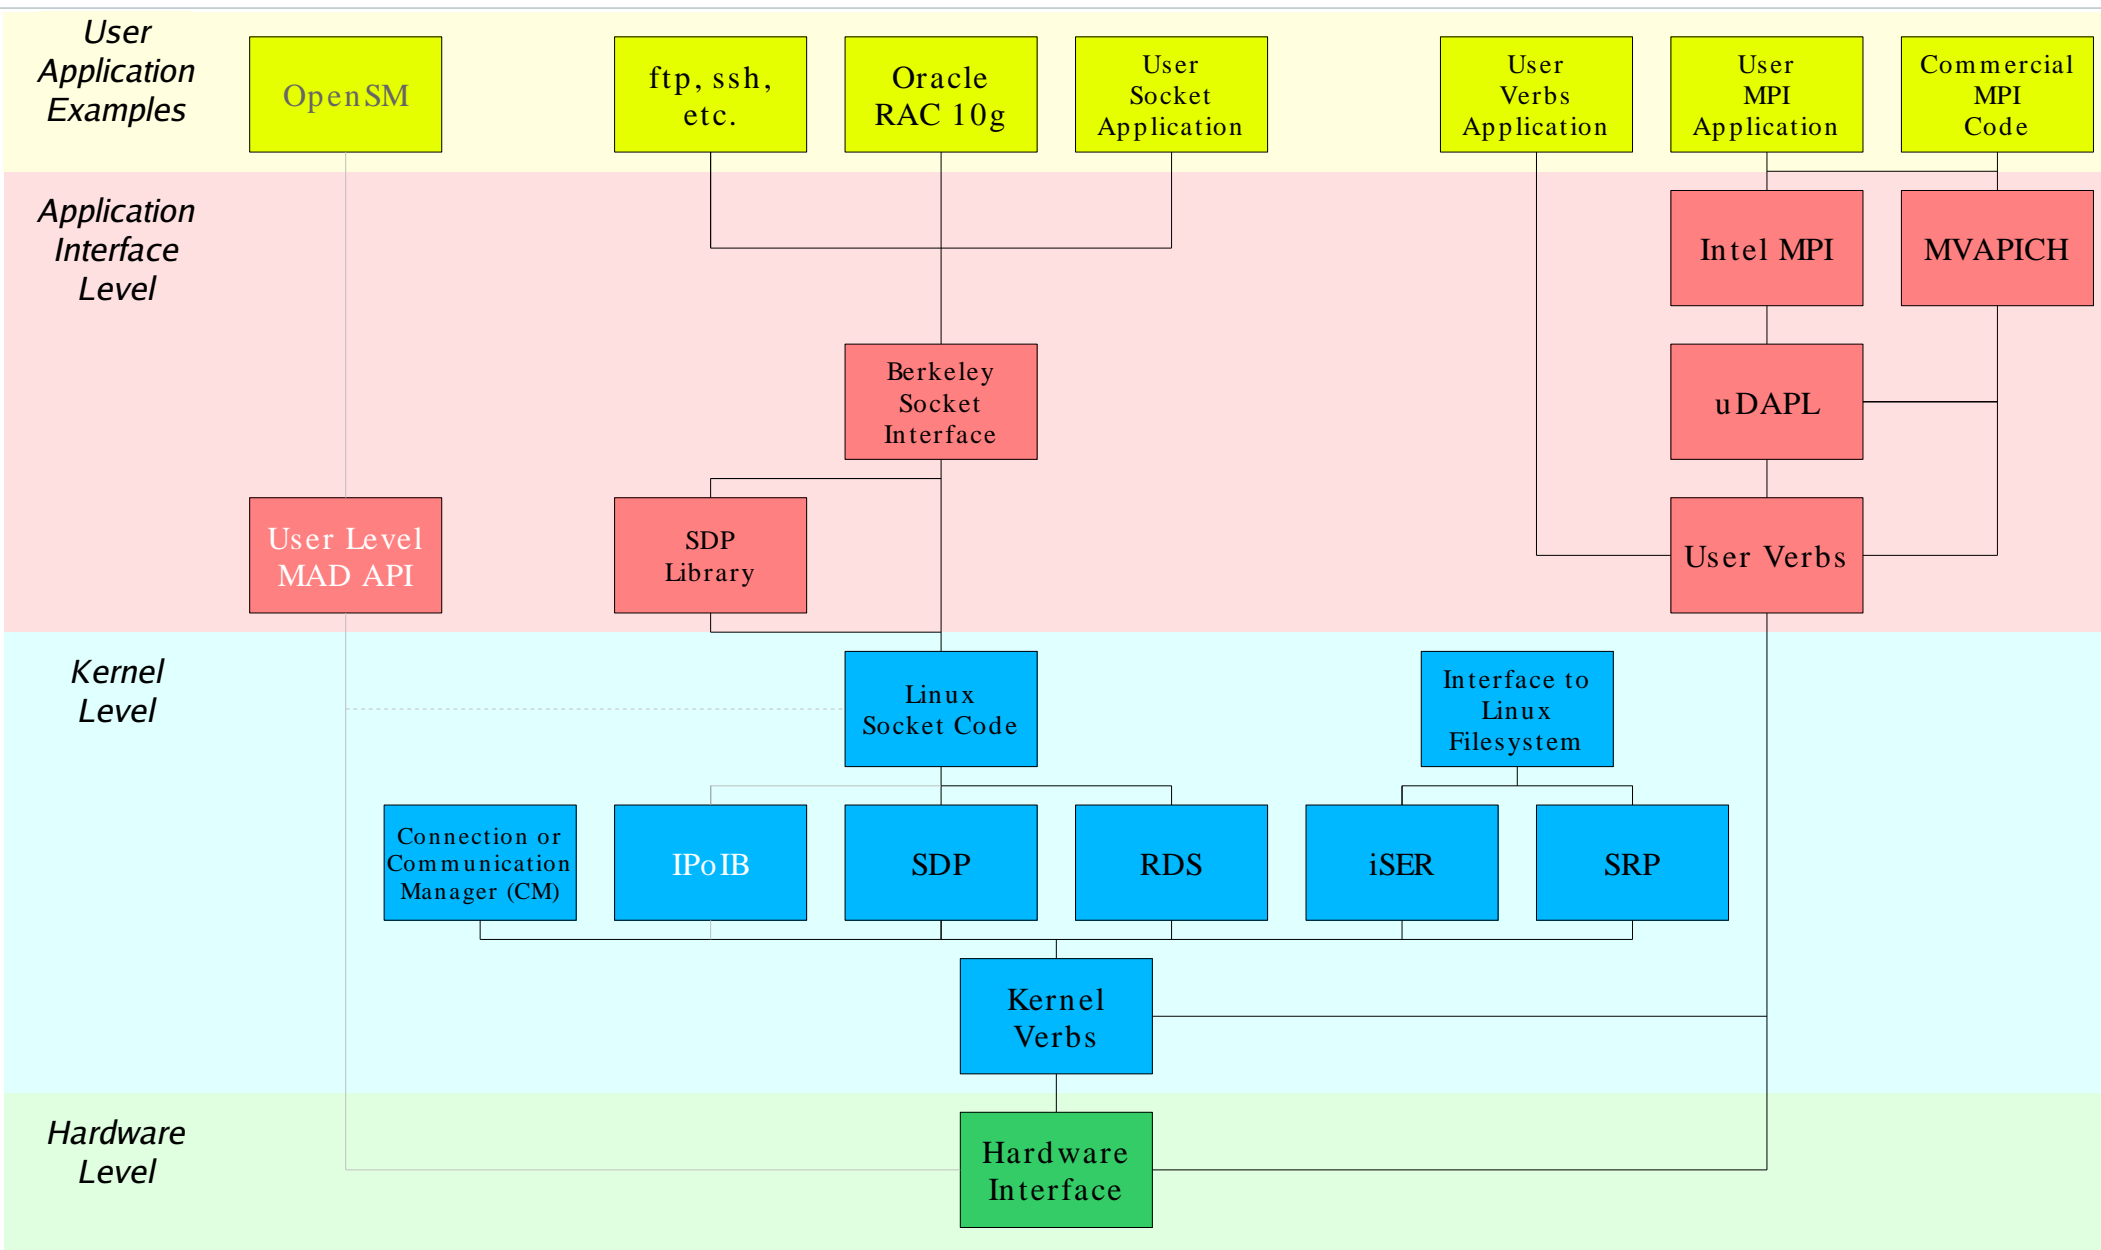 User
Application
Examples
OpenSM
ftp, ssh,
etc.
Oracle
RAC 10g
User
Socket
Application
User
Verbs
Application
User
MPI
Application
Commercial
MPI
Code
Application
Interface
Level
Intel MPI
MVAPICH
Berkeley
Socket
Interface
uDAPL
User Level
MAD API
SDP
Library
User Verbs
Kernel
Level
Linux
Socket Code
Interface to
Linux
Filesystem
Connection or
Communication
Manager (CM)
IPoIB
SDP
RDS
iSER
SRP
Kernel
Verbs
Hardware
Level
Hardware
Interface